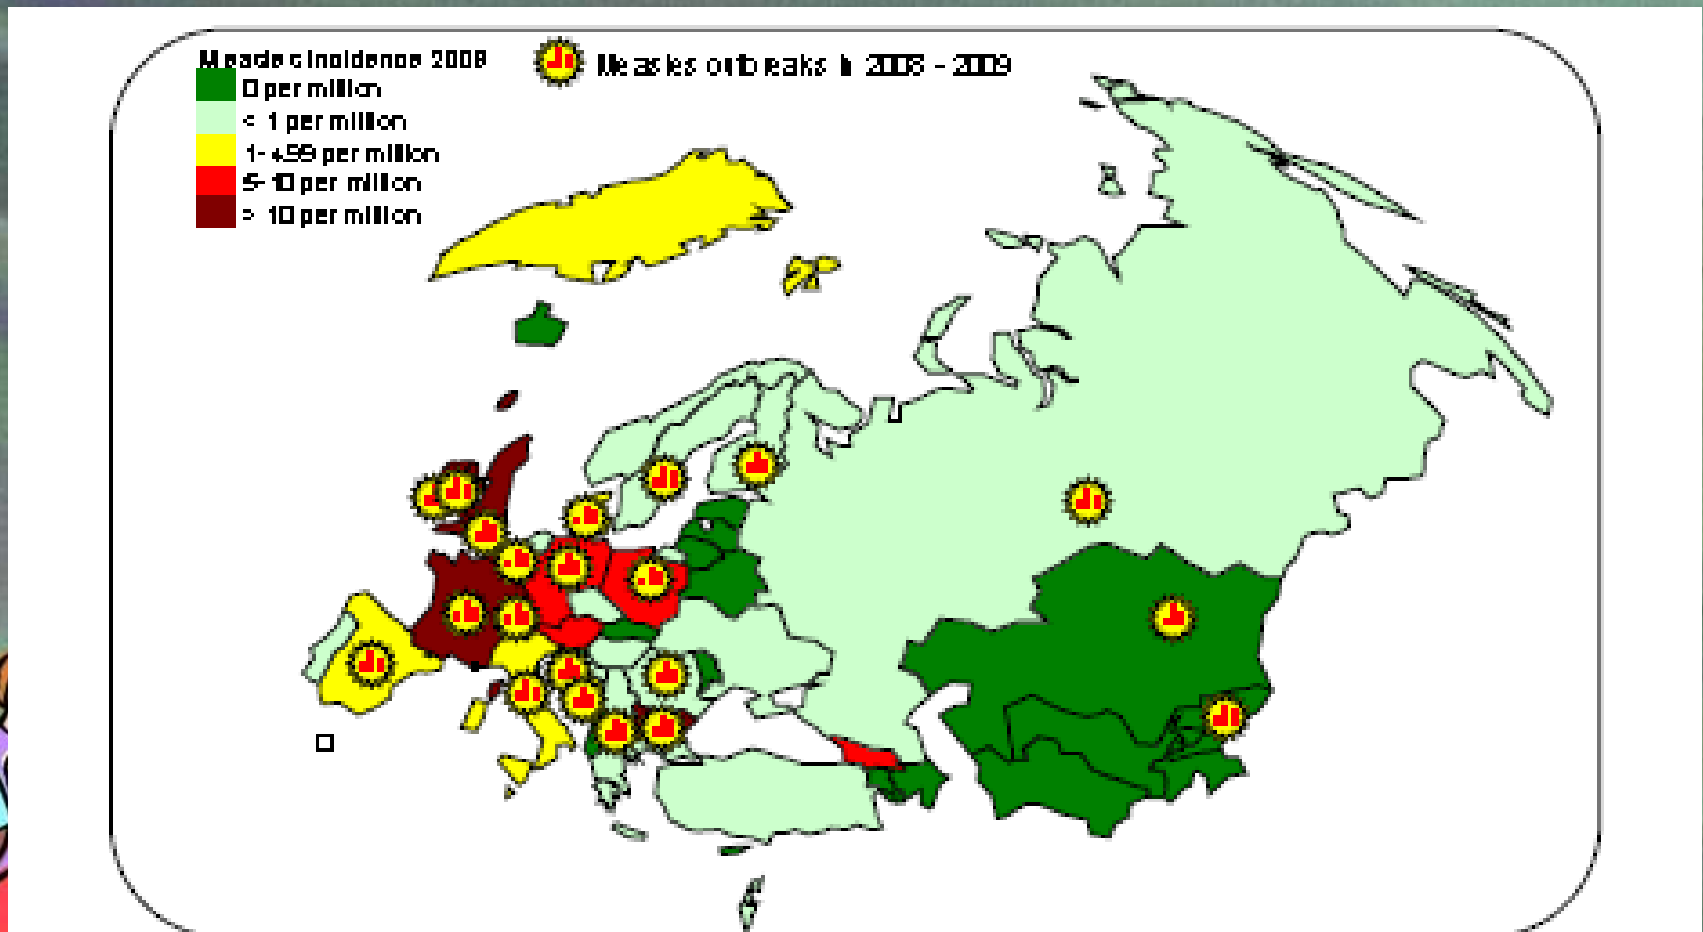 Measles incidence 2009
Measles outbreaks in 2008 - 2009
0 per million
< 1 per million
1-4.99 per million
5-10 per million
> 10 per million